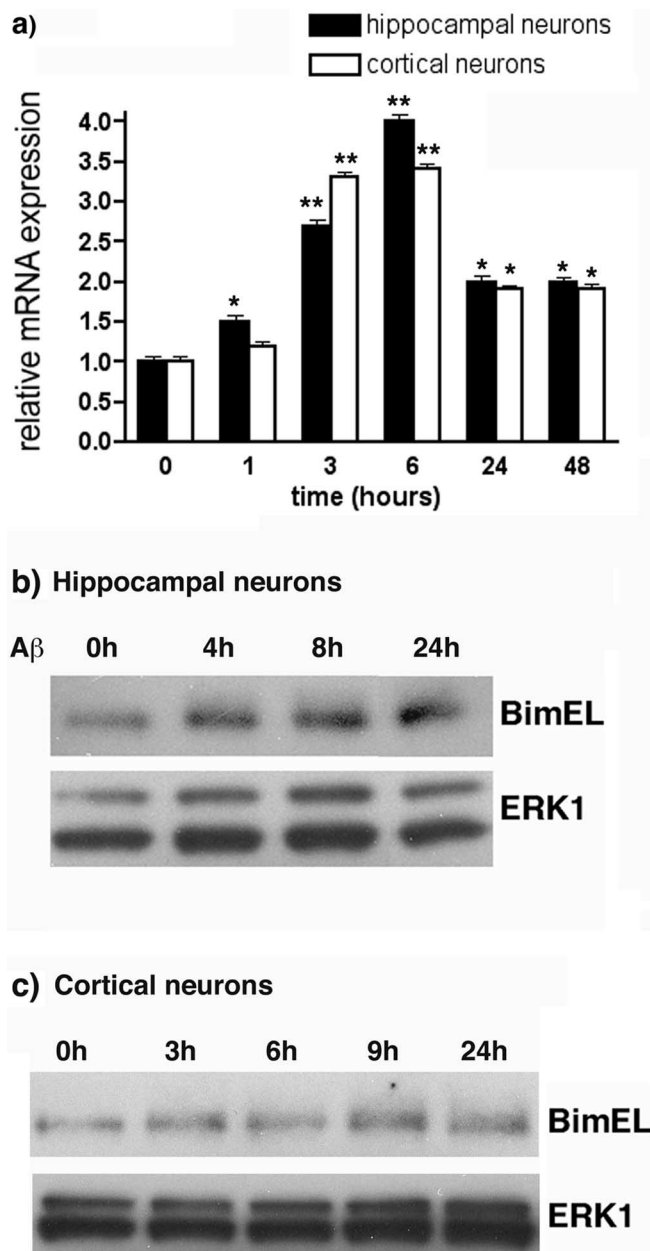 a)
hippocampal neurons
cortical neurons
relative mRNA expression
4.0
3.5
3.0
2.5
2.0
1.5
1.0
0.5
0.0
* ** ** ** ** * * * *
0 1 3 6 24 48
time (hours)
b) Hippocampal neurons
Aβ 0h 4h 8h 24h
BimEL
ERK1
c) Cortical neurons
0h 3h 6h 9h 24h
BimEL
ERK1